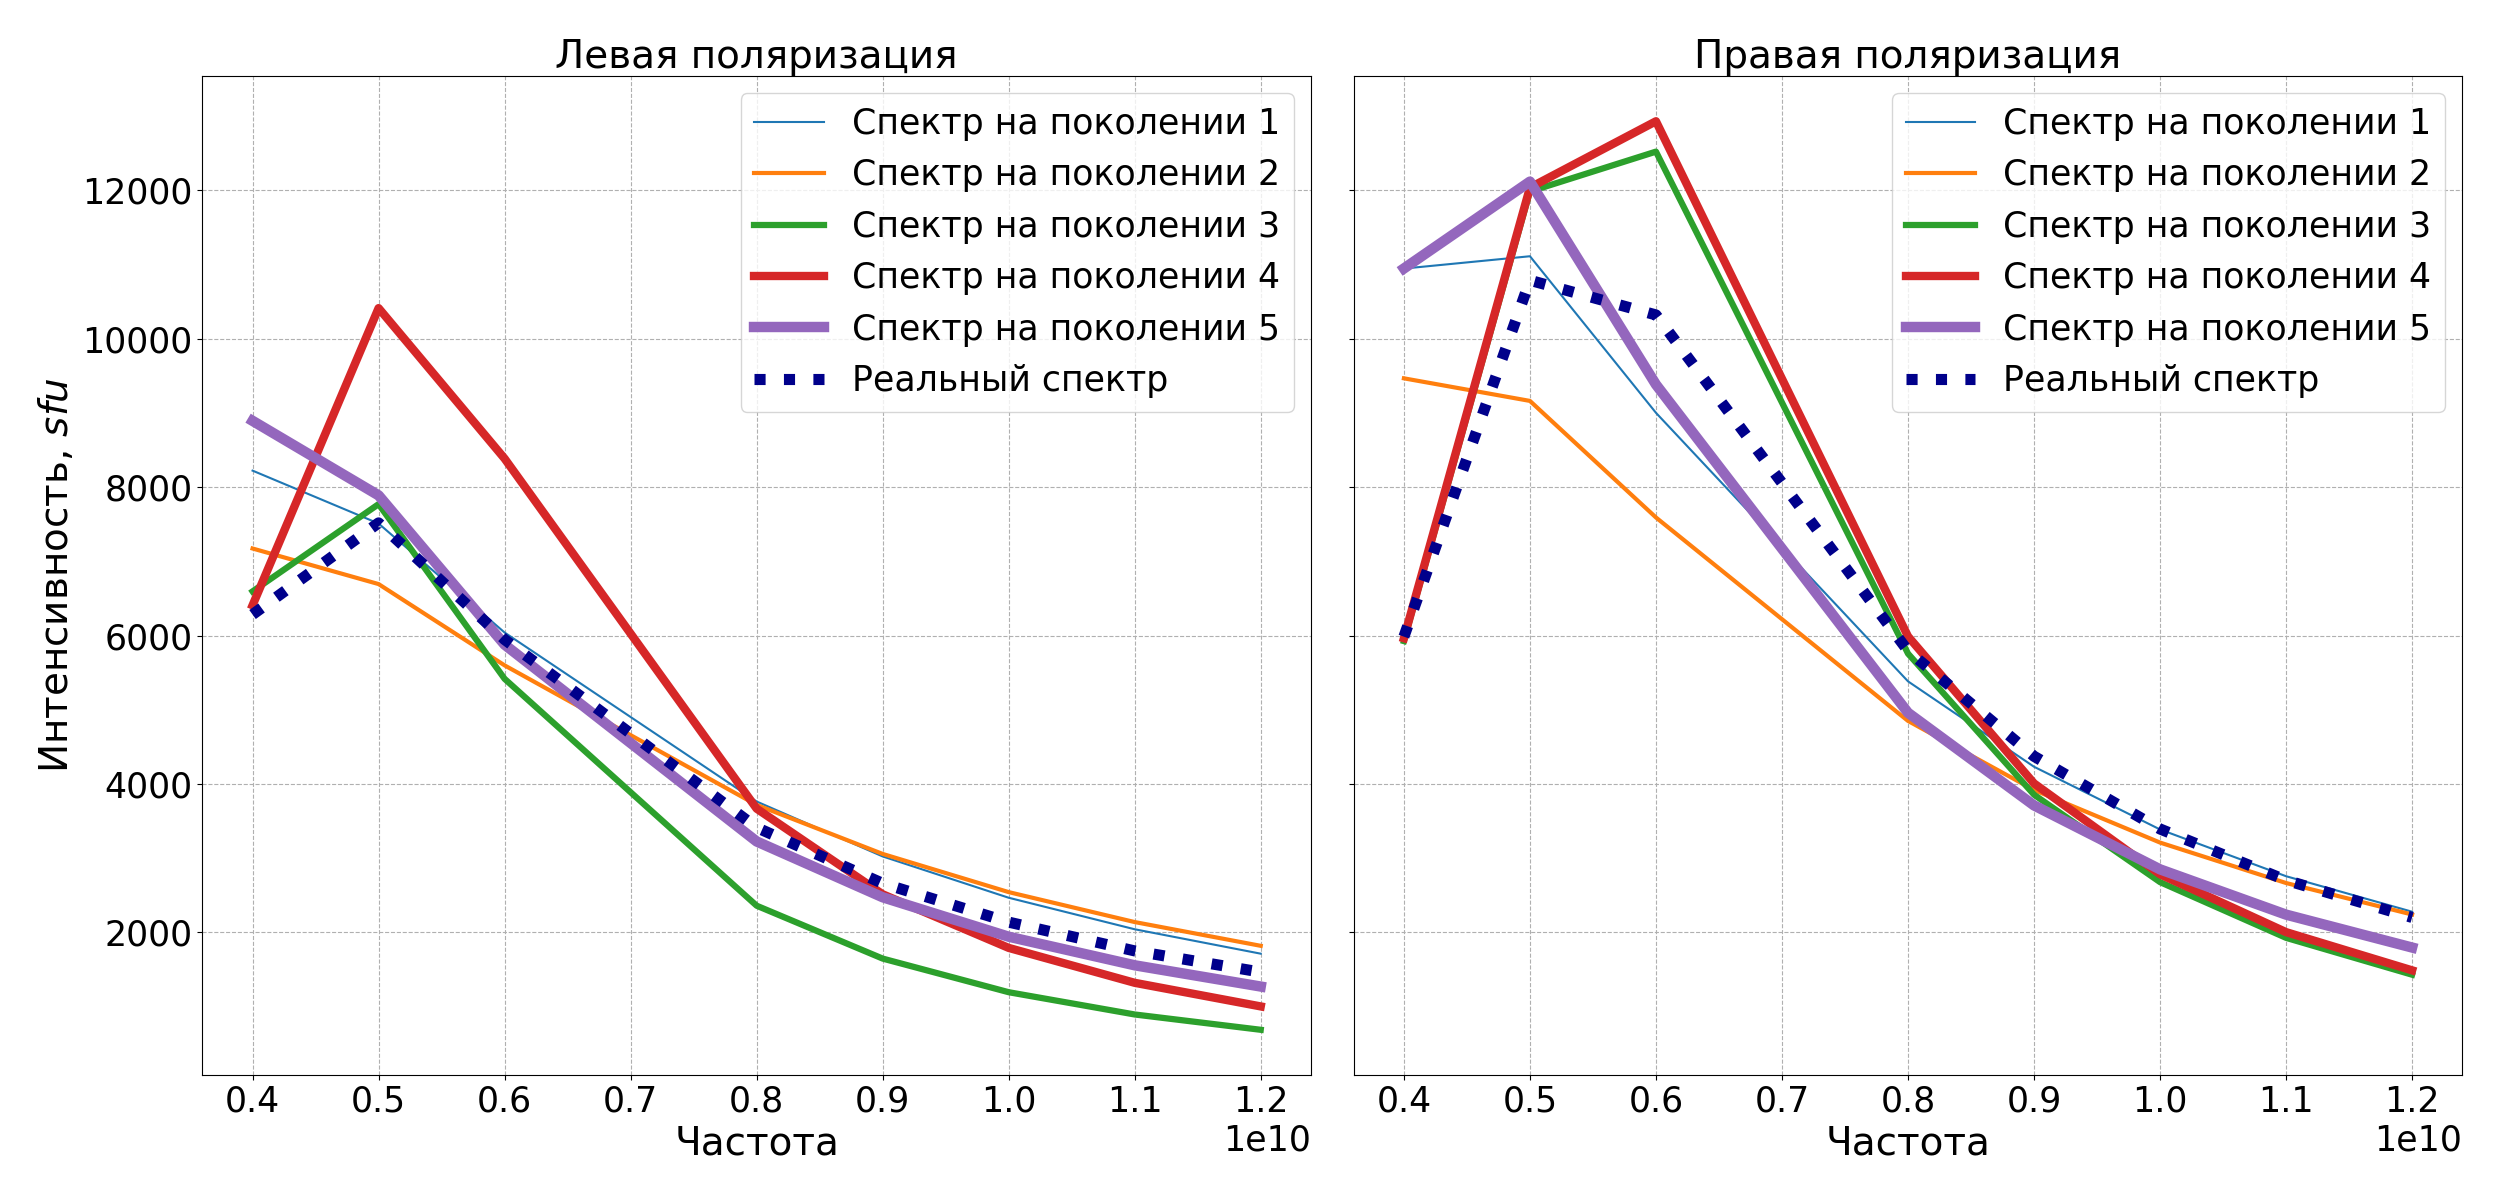 Левая поляризация
Правая поляризация
Интенсивность, sfu
12000
10000
8000
6000
4000
2000
Спектр на поколении 1
Спектр на поколении 2
Спектр на поколении 3
Спектр на поколении 4
Спектр на поколении 5
Реальный спектр
0.4 0.5 0.6 0.7 0.8 0.9 1.0 1.1 1.2
Частота
1e10
Спектр на поколении 1
Спектр на поколении 2
Спектр на поколении 3
Спектр на поколении 4
Спектр на поколении 5
Реальный спектр
0.4 0.5 0.6 0.7 0.8 0.9 1.0 1.1 1.2
Частота
1e10